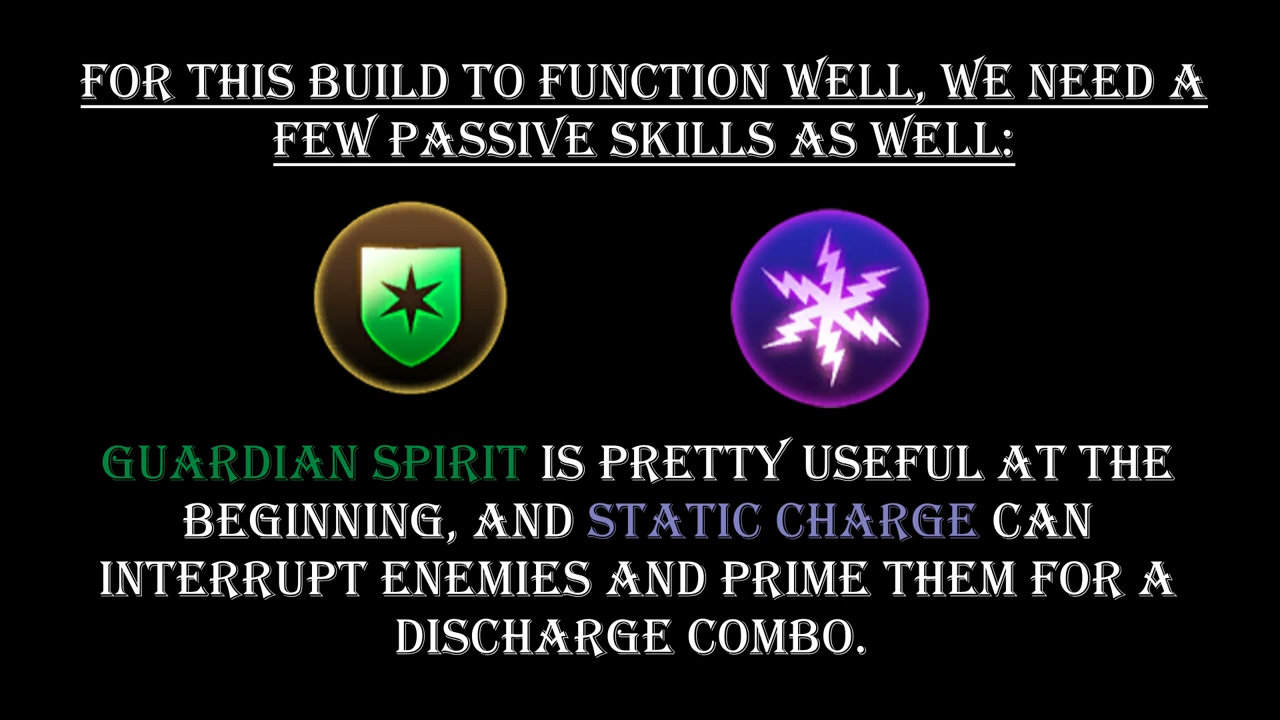 FOR THIS BUILD TO FUNCTION WELL, WE NEED A
FEW PASSIVE SKILLS AS WELL:
GUARDIAN SPIRIT IS PRETTY USEFUL AT THE
BEGINNING, AND STATIC CHARGE CAN
INTERRUPT ENEMIES AND PRIME THEM FOR A
DISCHARGE COMBO.